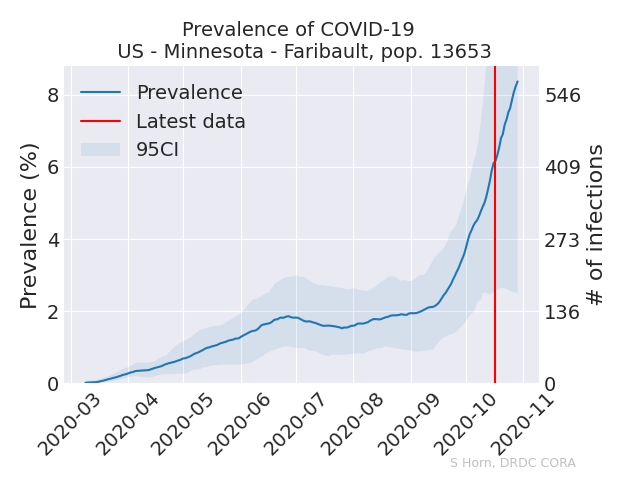 Prevalence of COVID-19
US - Minnesota - Faribault, pop. 13653
Prevalence
Latest data
95CI
Prevalence (%)
8
6
4
2
0
546
409
273
136
0
# of infections
2020-03
2020-04
2020-05
2020-06
2020-07
2020-08
2020-09
2020-10
2020-11
S Horn, DRDC CORA